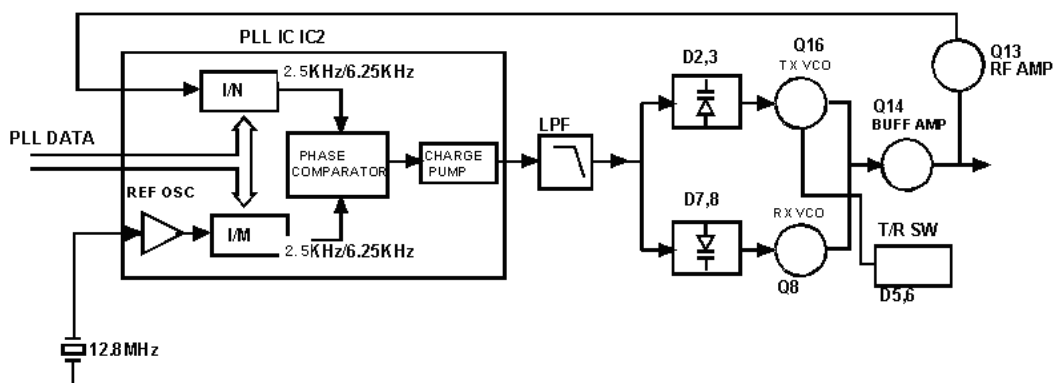 PLL IC IC2
Q13
RF AMP
2.5KHz/6.25KHz
I/N
D2,3
Q16
TX VCO
Q14
BUFF AMP
PLL DATA
LPF
PHASE
COMPARATOR
CHARGE
PUMP
REF OSC
D7,8
RX VCO
T/R SW
I/M
2.5KHz/6.25KHz
Q8
D5,6
12.8MHz